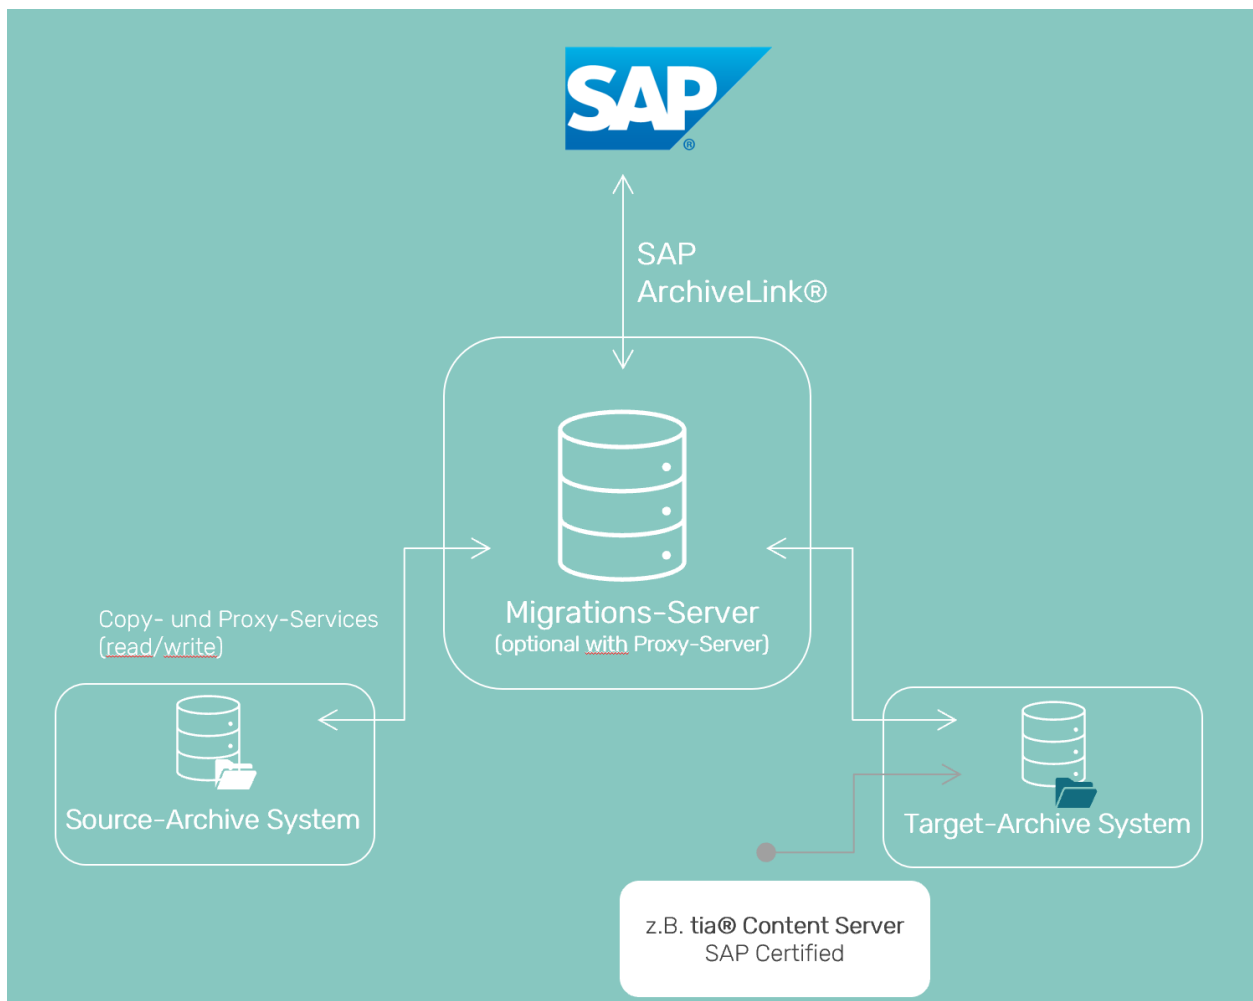 SAP®
SAP
ArchiveLink®
Migrations-Server
(optional with Proxy-Server)
Copy- und Proxy-Services
(read/write)
Source-Archive System
Target-Archive System
z.B. tia® Content Server
SAP Certified